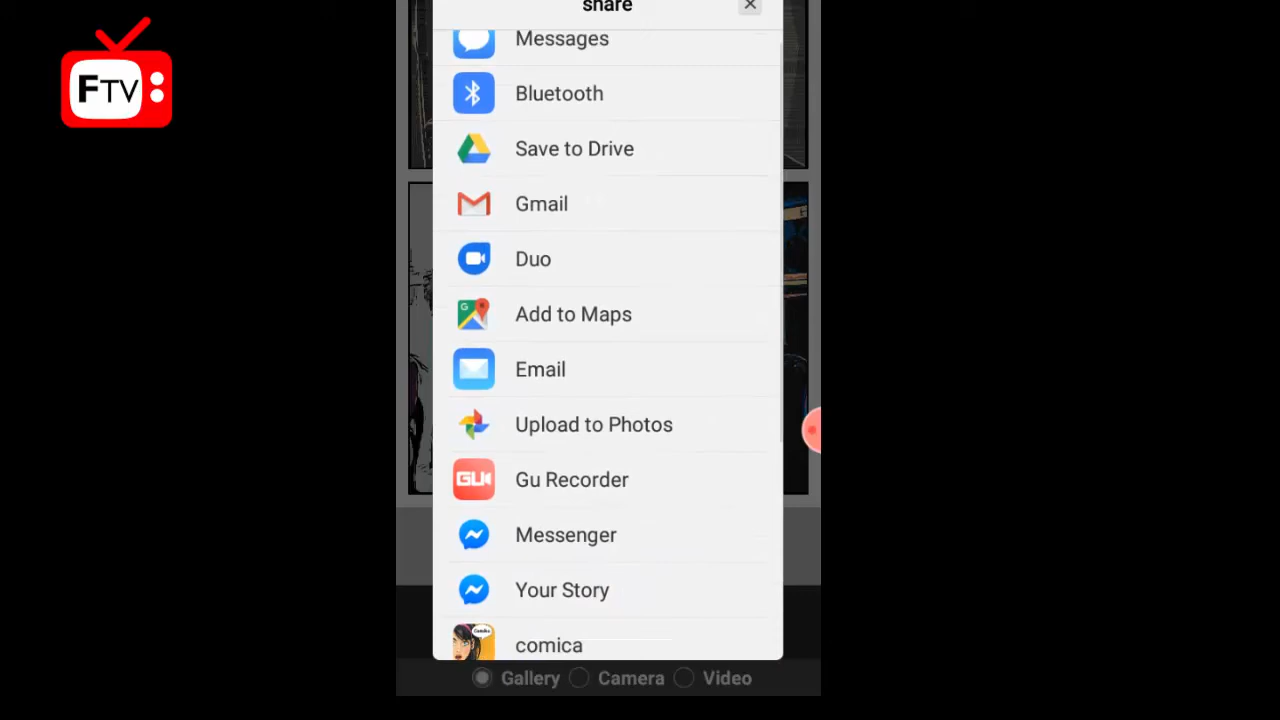 share
FTV
Messages
Bluetooth
Save to Drive
Gmail
Duo
G
Add to Maps
Email
Upload to Photos
GU
Gu Recorder
Messenger
Your Story
comica
Gallery Camera Video